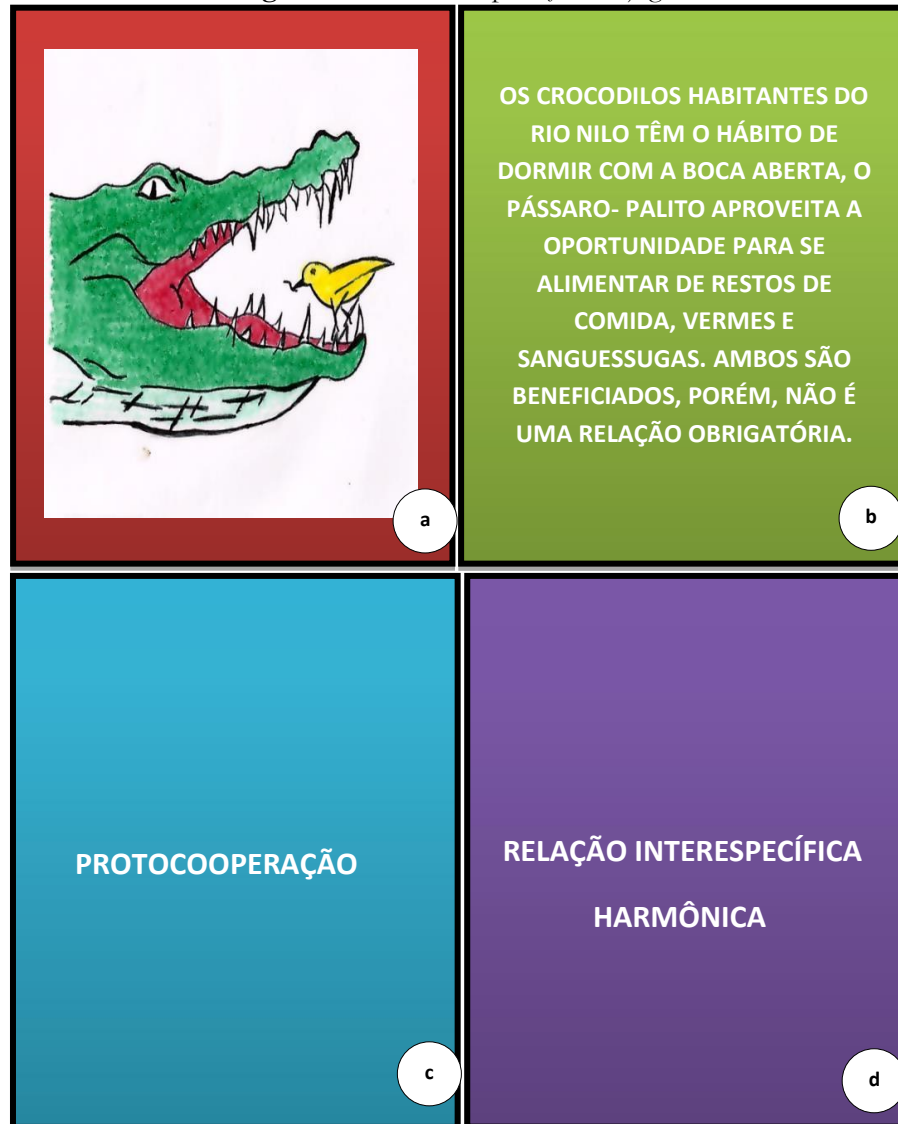 OS CROCODILOS HABITANTES DO
RIO NILO TÊM O HÁBITO DE
DORMIR COM A BOCA ABERTA, O
PÁSSARO- PALITO APROVEITA A
OPORTUNIDADE PARA SE
ALIMENTAR DE RESTOS DE
COMIDA, VERMES E
SANGUESSUGAS. AMBOS SÃO
BENEFICIADOS, PORÉM, NÃO É
UMA RELAÇÃO OBRIGATÓRIA.
a
b
PROTOCOOPERAÇÃO
RELAÇÃO INTERESPECÍFICA
HARMÔNICA
c
d